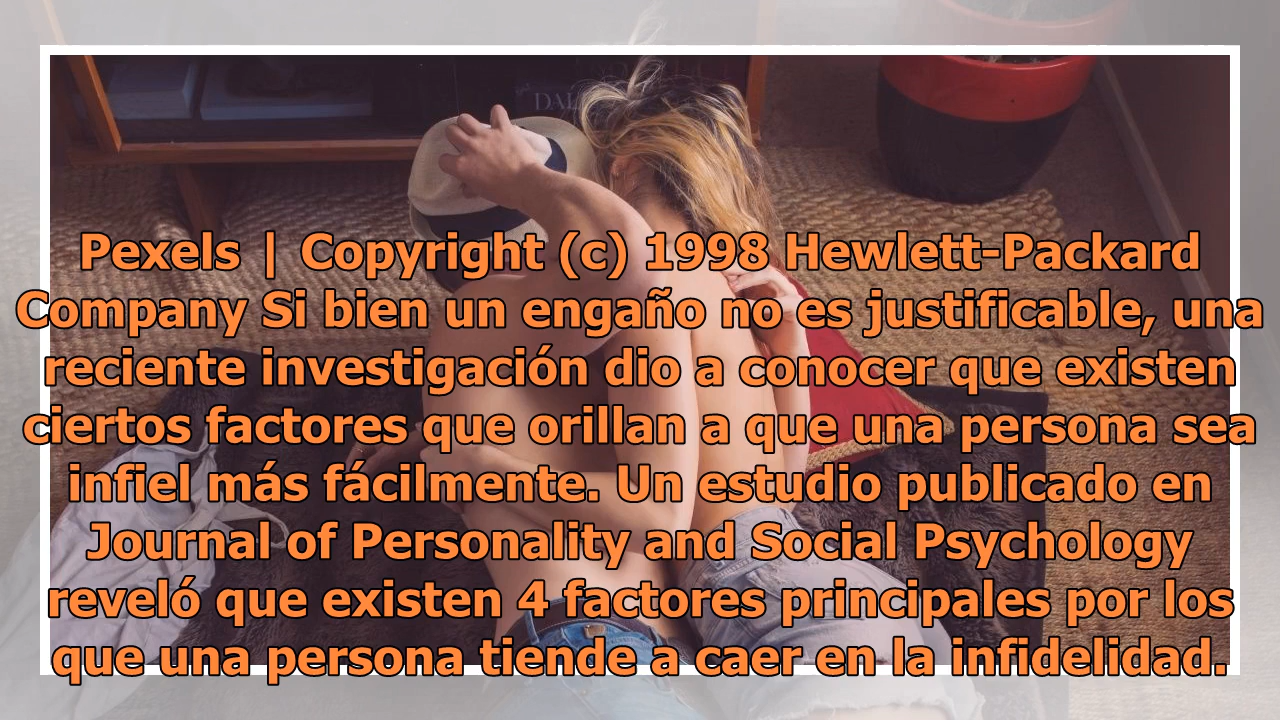 DAL
Pexels | Copyright (c) 1998 Hewlett-Packard
Company Si bien un engaño no es justificable, una
reciente investigación dio a conocer que existen
ciertos factores que orillan a que una persona sea
infiel más fácilmente. Un estudio publicado en
Journal of Personality and Social Psychology
reveló que existen 4 factores principales por los
que una persona tiende a caer en la infidelidad.